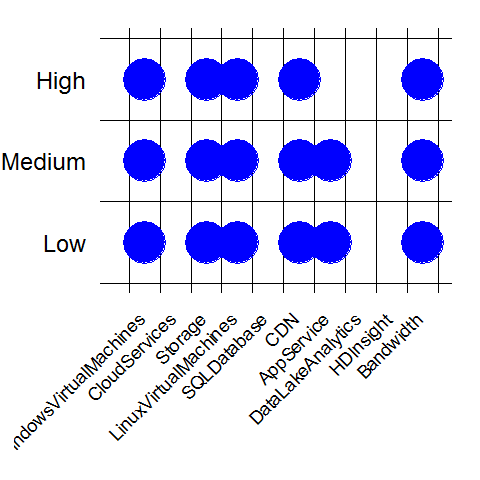 High
Medium
Low
ndowsVirtualMachines
CloudServices
Storage
LinuxVirtualMachines
SQLDatabase
CDN
AppService
DataLakeAnalytics
HDInsight
Bandwidth